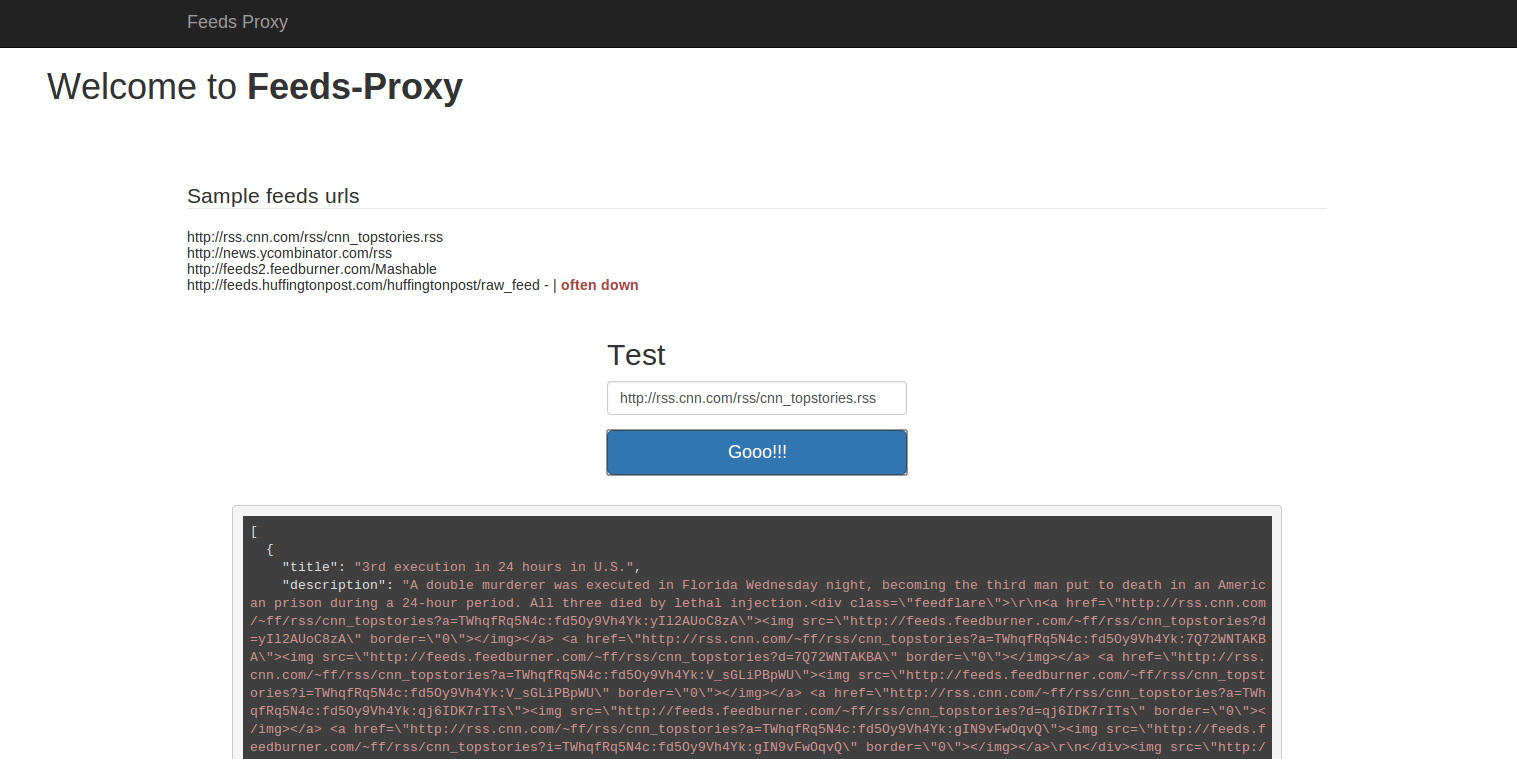 Feeds Proxy
Welcome to Feeds-Proxy
Sample feeds urls
http://rss.cnn.com/rss/cnn_topstories.rss
http://news.ycombinator.com/rss
http://feeds2.feedburner.com/Mashable
http://feeds.huffingtonpost.com/huffingtonpost/raw_feed - | often down
Test
http://rss.cnn.com/rss/cnn_topstories.rss
Gooo!!!
[
{
"title": "3rd execution in 24 hours in U.S.",
"description": "A double murderer was executed in Florida Wednesday night, becoming the third man put to death in an Americ
an prison during a 24-hour period. All three died by lethal injection.<div class=\"feedflare\">\r\n<a href=\"http://rss.cnn.com
/~ff/rss/cnn_topstories?a=TWhqfRq5N4c:fd5Oy9Vh4Yk:yIl2AUoC8zA\"><img src=\"http://feeds.feedburner.com/~ff/rss/cnn_topstories?d
=yIl2AUoC8zA\" border=\"0\"></img></a> <a href=\"http://rss.cnn.com/~ff/rss/cnn_topstories?a=TWhqfRq5N4c:fd5Oy9Vh4Yk:7Q72WNTAKB
A\"><img src=\"http://feeds.feedburner.com/~ff/rss/cnn_topstories?d=7Q72WNTAKBA\" border=\"0\"></img></a> <a href=\"http://rss.
cnn.com/~ff/rss/cnn_topstories?a=TWhqfRq5N4c:fd5Oy9Vh4Yk:V_sGLiPBpWU\"><img src=\"http://feeds.feedburner.com/~ff/rss/cnn_topst
ories?i=TWhqfRq5N4c:fd5Oy9Vh4Yk:V_sGLiPBpWU\" border=\"0\"></img></a> <a href=\"http://rss.cnn.com/~ff/rss/cnn_topstories?a=TWh
qfRq5N4c:fd5Oy9Vh4Yk:qj6IDK7rITs\"><img src=\"http://feeds.feedburner.com/~ff/rss/cnn_topstories?d=qj6IDK7rITs\" border=\"0\"><
/img></a> <a href=\"http://rss.cnn.com/~ff/rss/cnn_topstories?a=TWhqfRq5N4c:fd5Oy9Vh4Yk:gIN9vFwOqvQ\"><img src=\"http://feeds.f
eedburner.com/~ff/rss/cnn_topstories?i=TWhqfRq5N4c:fd5Oy9Vh4Yk:gIN9vFwOqvQ\" border=\"0\"></img></a>\r\n</div><img src=\"http:/